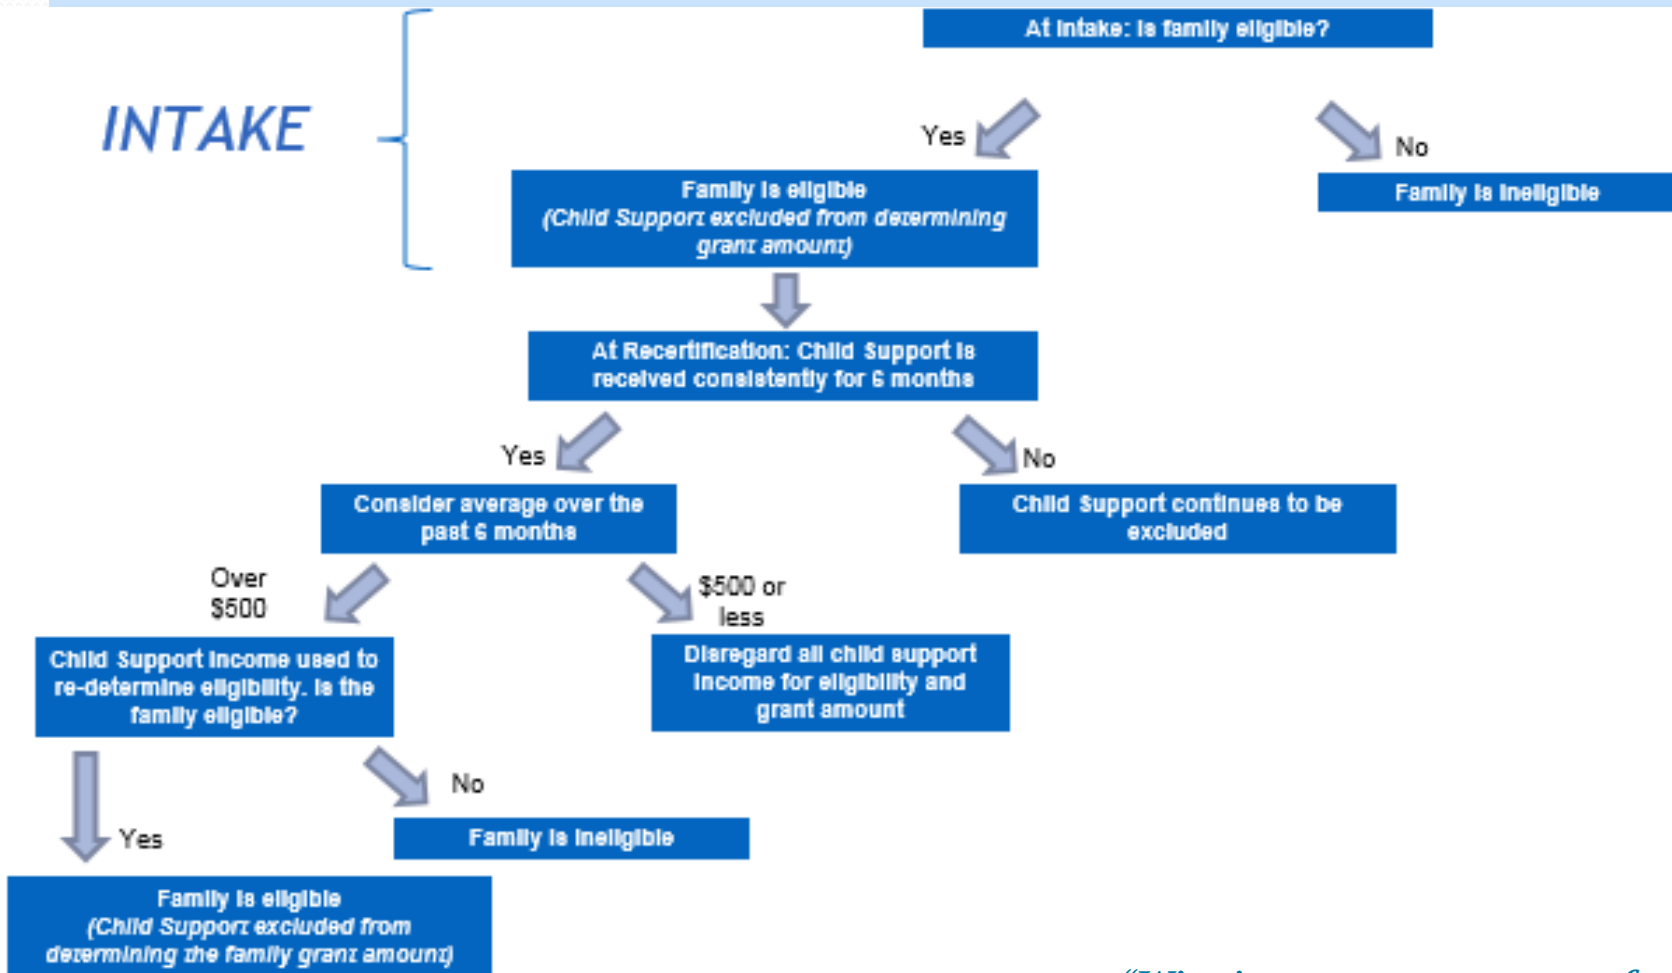 At Intake: Is family eligible?
INTAKE
Yes
No
Family is eligible
(Child Support excluded from determining
grant amount)
Family is ineligible
At Recertification: Child Support is
received consistently for 6 months
Yes
No
Consider average over the
past 6 months
Child Support continues to be
excluded
Over
$500
$500 or
less
Child Support Income used to
re-determine eligibility. Is the
family eligible?
Disregard all child support
Income for eligibility and
grant amount
No
Family is ineligible
Yes
Family is eligible
(Child Support excluded from
determining the family grant amount)